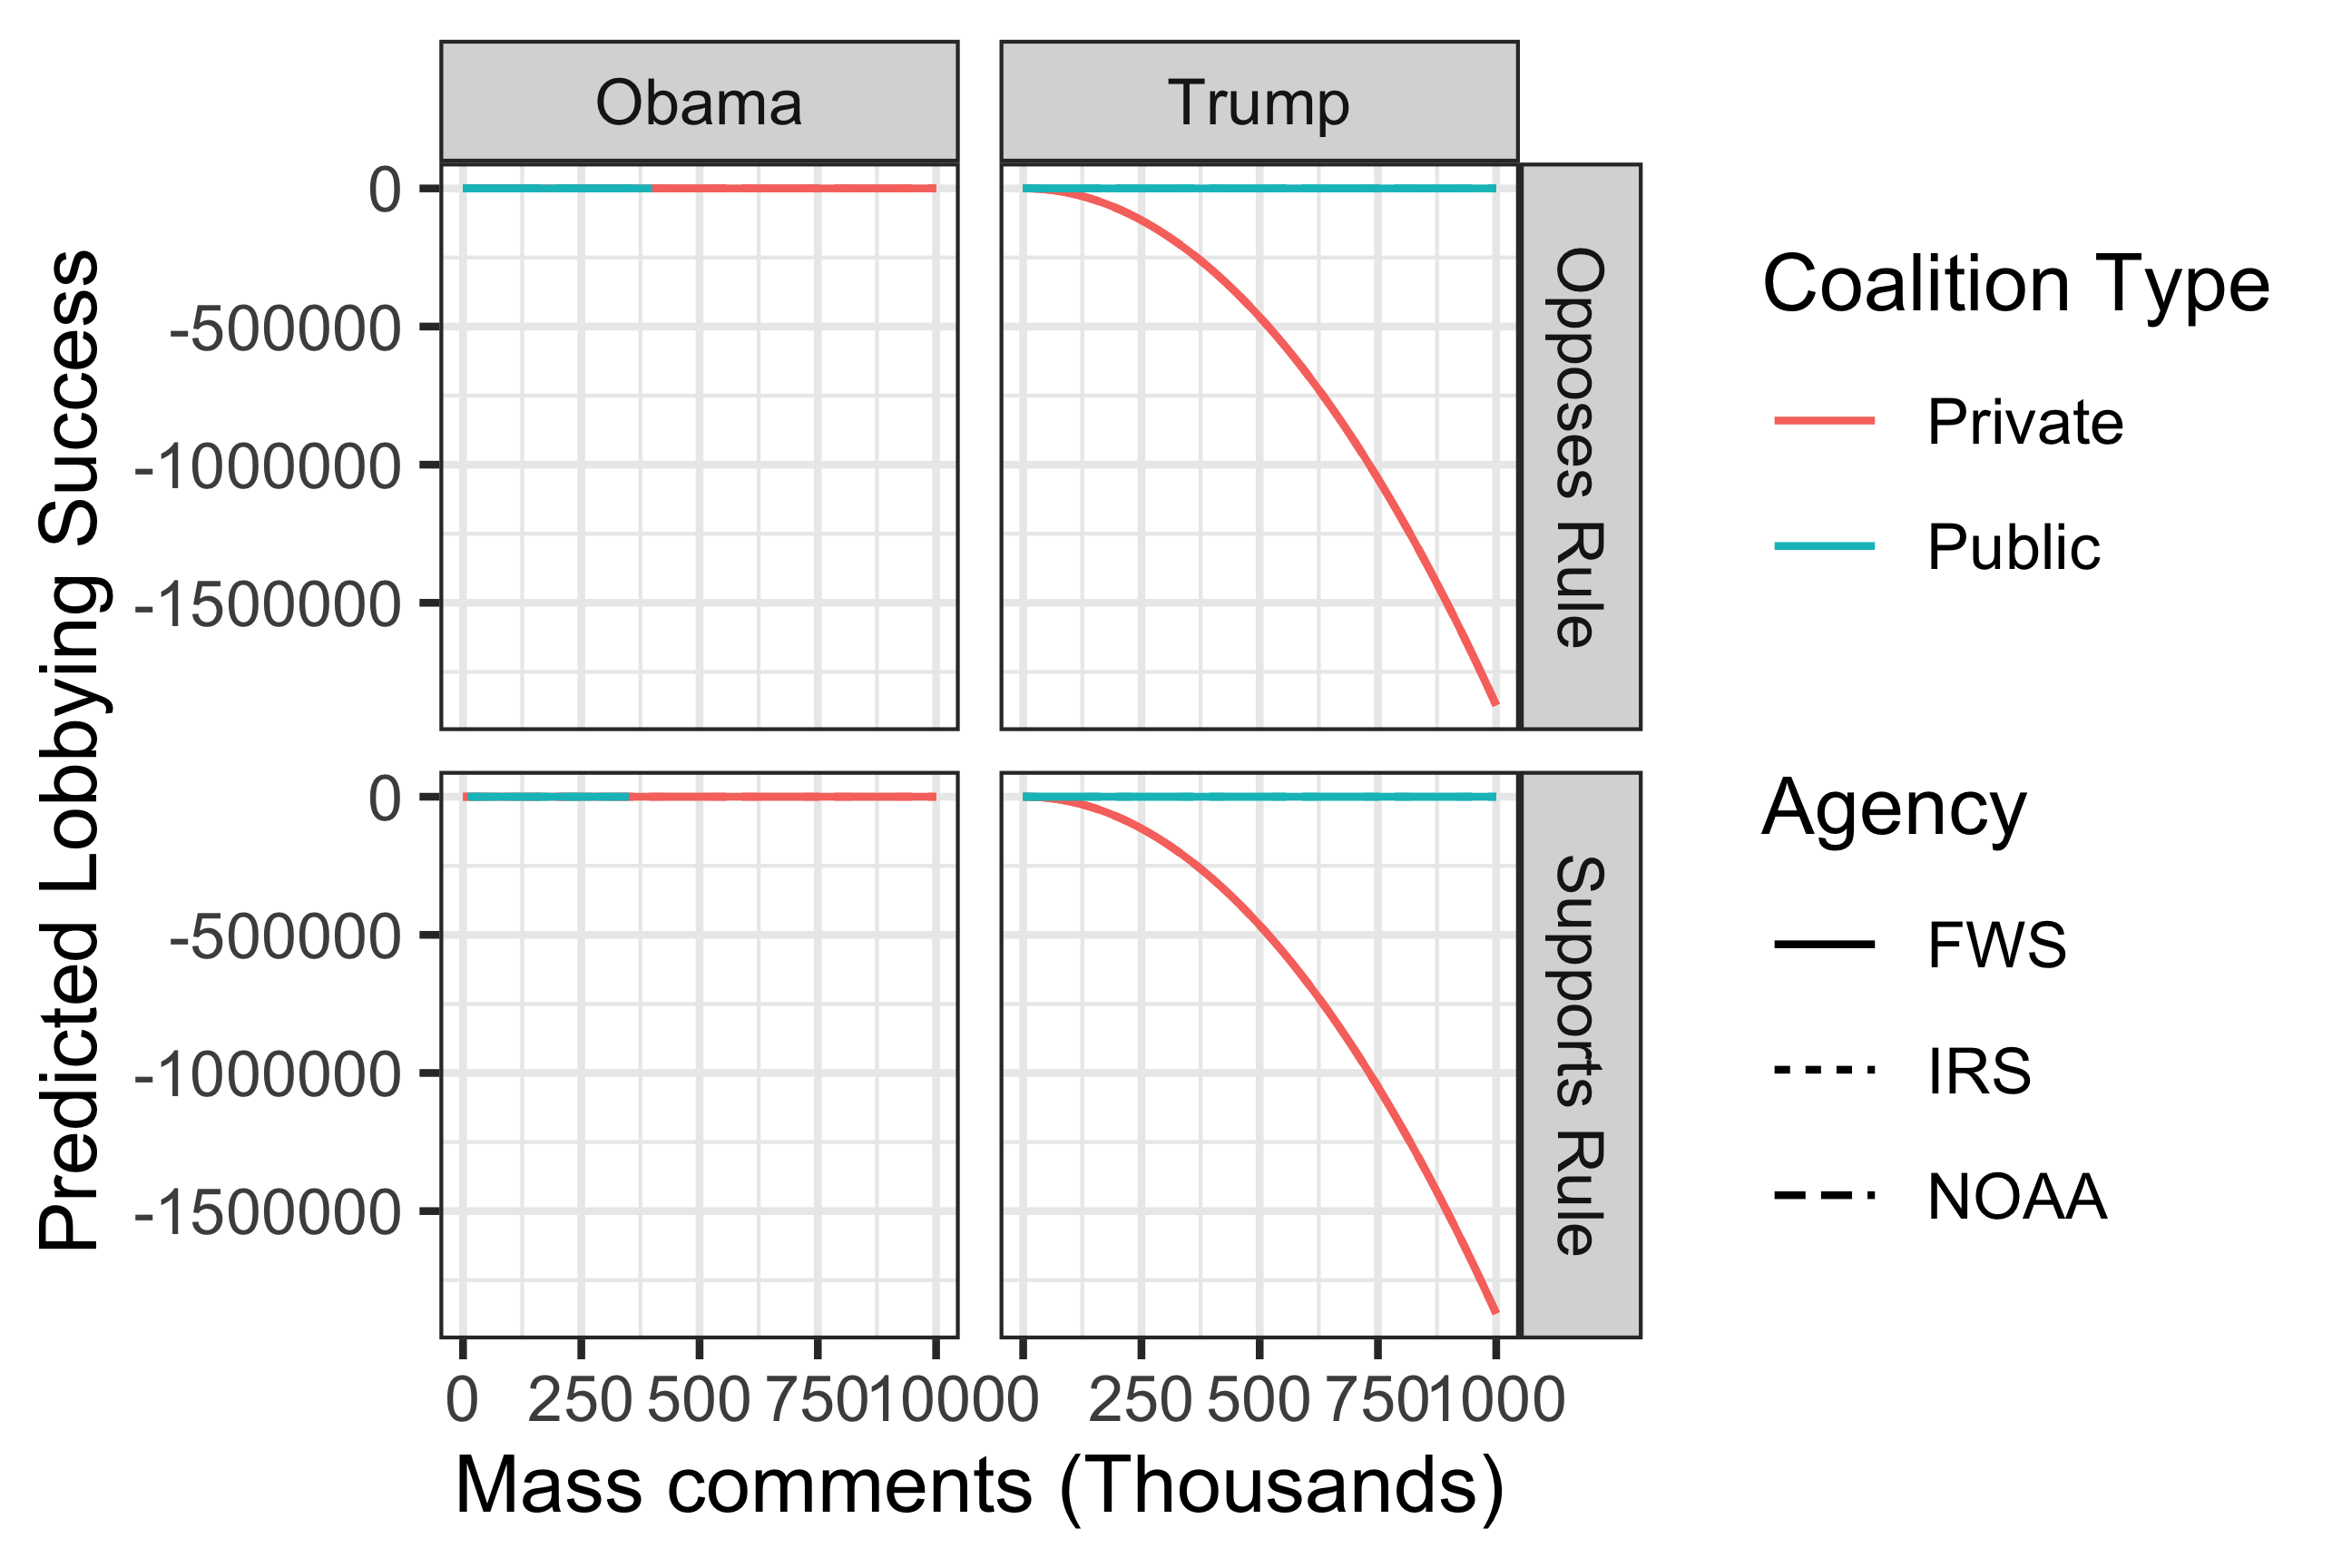 Obama
Trump
Predicted Lobbying Success
0
-500000
-1000000
-1500000
Opposes Rule
0
-500000
-1000000
-1500000
Supports Rule
0 250 500 750 1000
0 250 500 750 1000
Mass comments (Thousands)
Coalition Type
Private
Public
Agency
FWS
IRS
NOAA